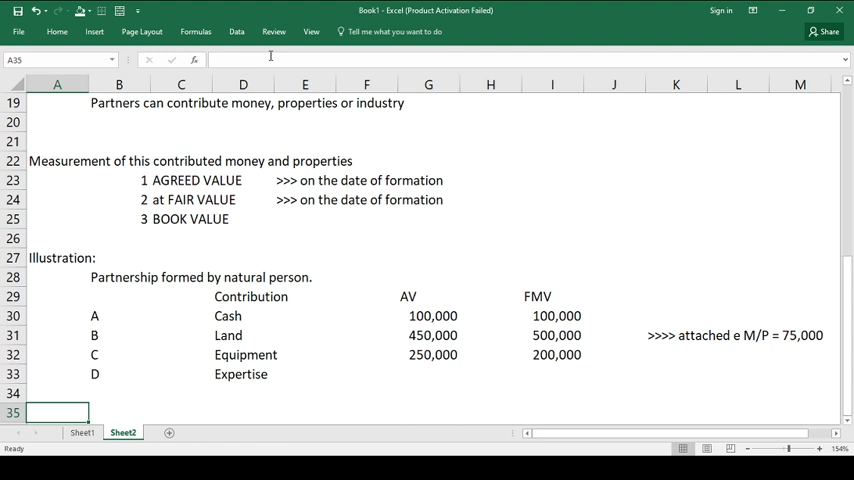 Book1 - Excel (Product Activation Failed)
Sign in
File Home Insert Page Layout Formulas Data Review View Tell me what you want to do Share
A35 fx
A B C D E F G H I J K L M
19 Partners can contribute money, properties or industry
20
21
22 Measurement of this contributed money and properties
23 1 AGREED VALUE >>> on the date of formation
24 2 at FAIR VALUE >>> on the date of formation
25 3 BOOK VALUE
26
27 Illustration:
28 Partnership formed by natural person.
29 Contribution AV FMV
30 A Cash 100,000 100,000
31 B Land 450,000 500,000 >>>> attached e M/P = 75,000
32 C Equipment 250,000 200,000
33 D Expertise
34
35
Sheet1 Sheet2
Ready 154%